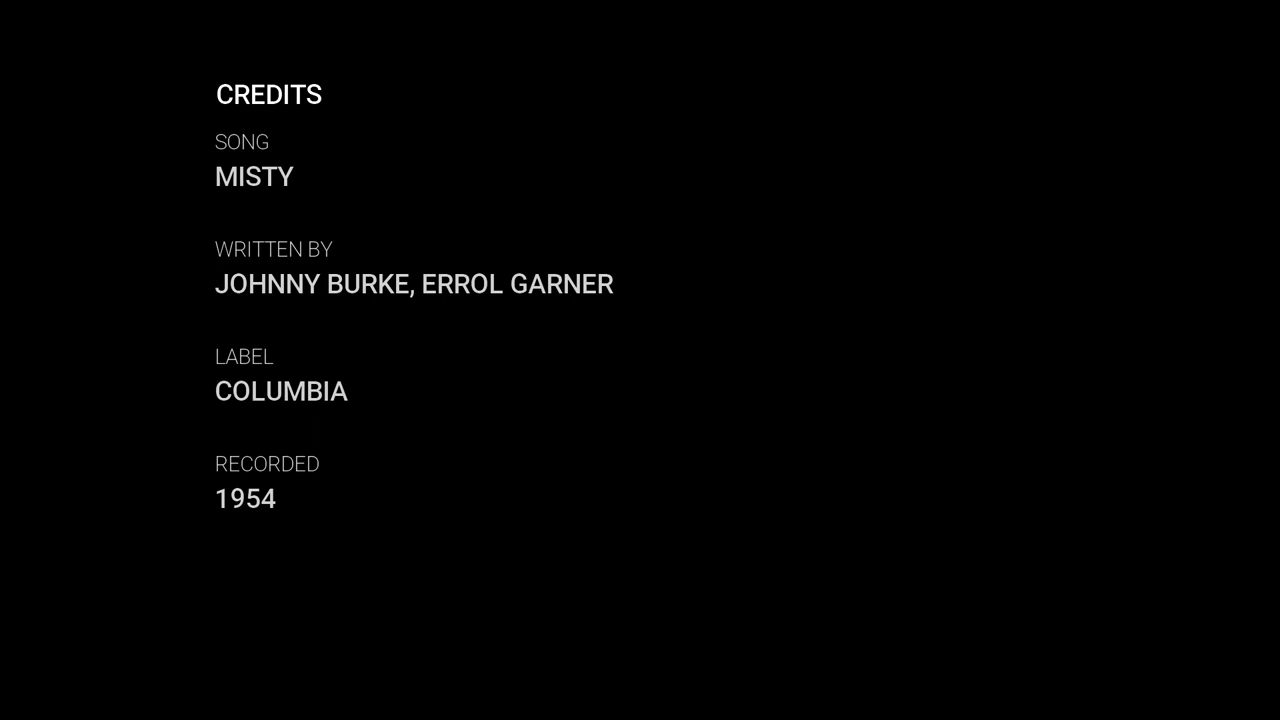 CREDITS
SONG
MISTY
WRITTEN BY
JOHNNY BURKE, ERROL GARNER
LABEL
COLUMBIA
RECORDED
1954